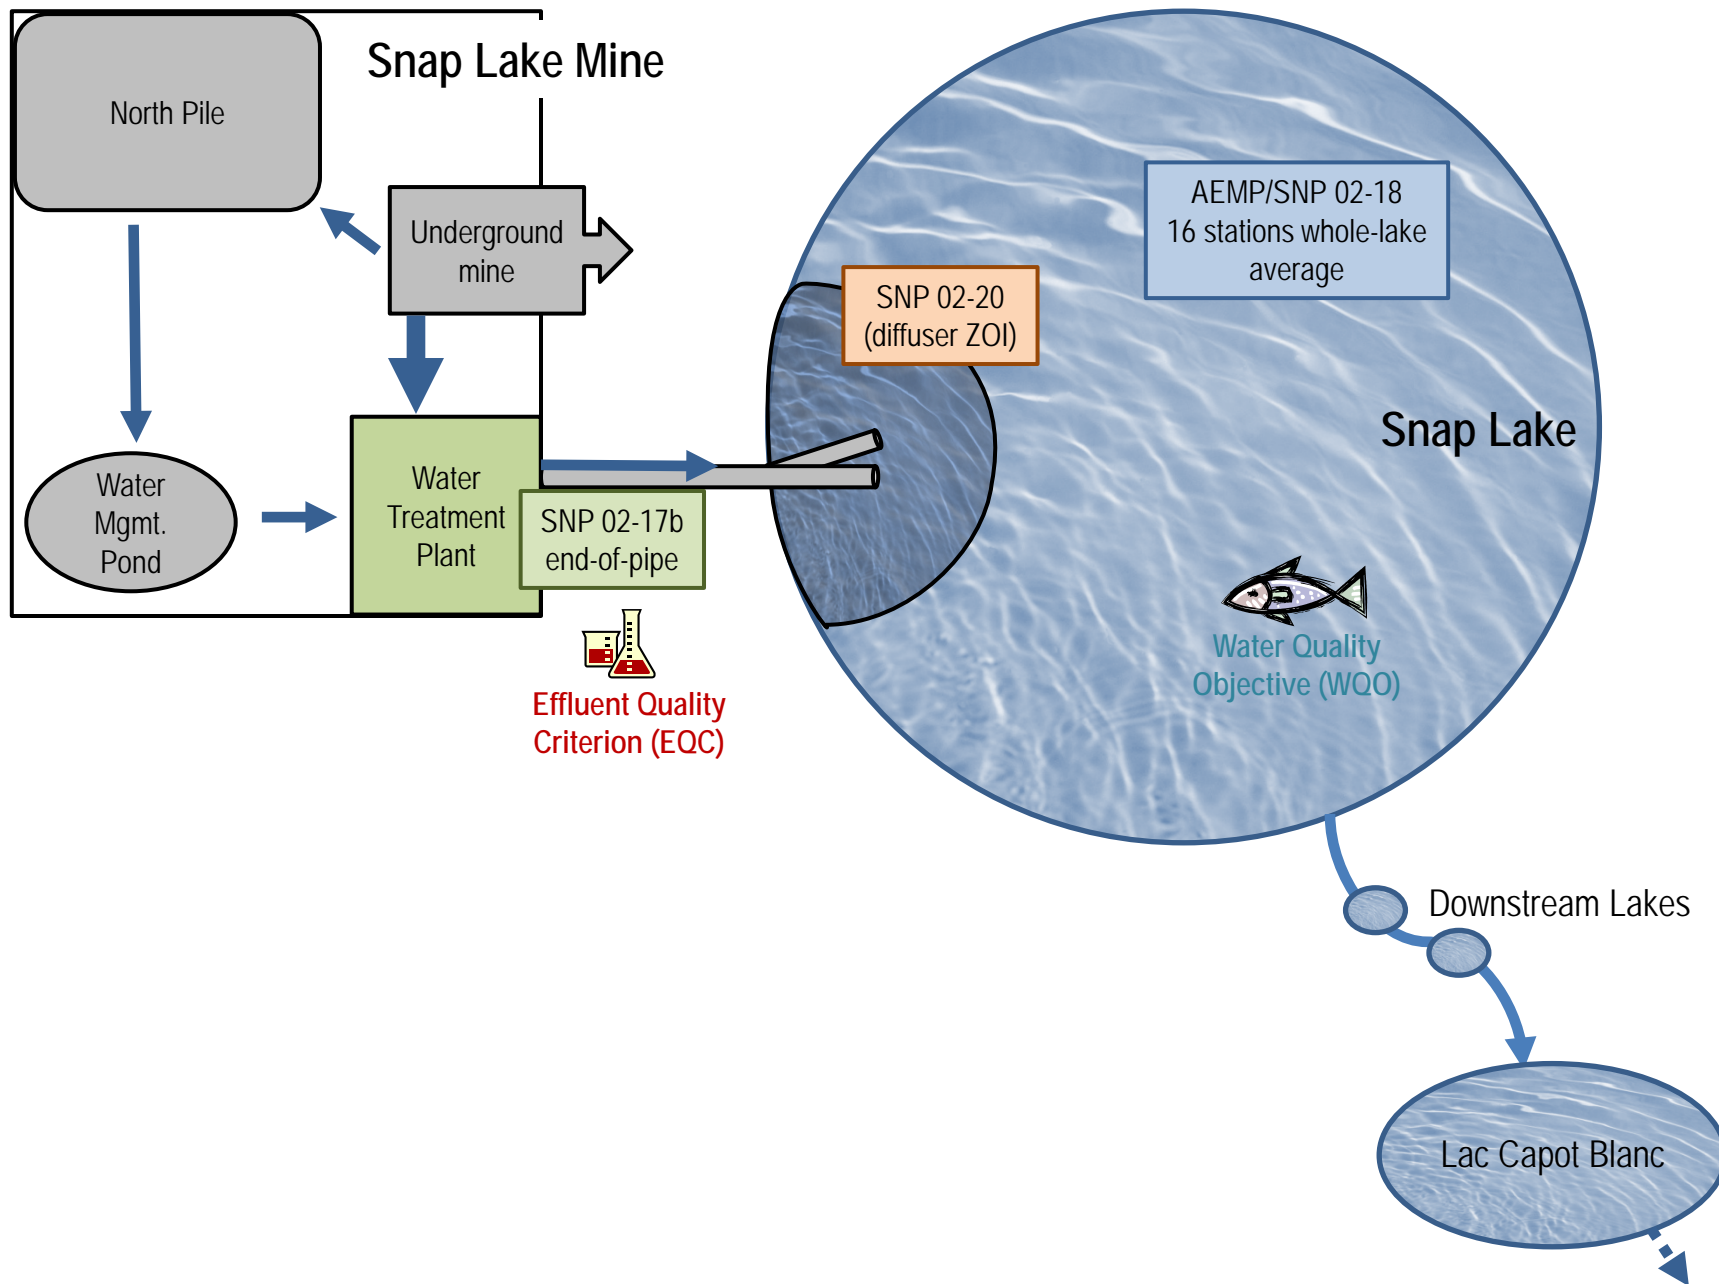 Snap Lake Mine
North Pile
Underground
mine
Water
Mgmt.
Pond
Water
Treatment
Plant
SNP 02-17b
end-of-pipe
Effluent Quality
Criterion (EQC)
SNP 02-20
(diffuser ZOI)
AEMP/SNP 02-18
16 stations whole-lake
average
Snap Lake
Water Quality
Objective (WQO)
Downstream Lakes
Lac Capot Blanc